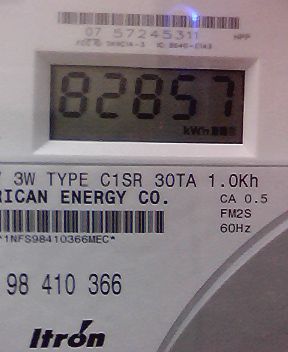 07 57245311
82857
kWh
3W TYPE C1SR 30TA 1.0Kh
RICAN ENERGY CO.
CA 0.5
FM2S
60Hz
*1NFS98410366MEC*
98 410 366
Itron